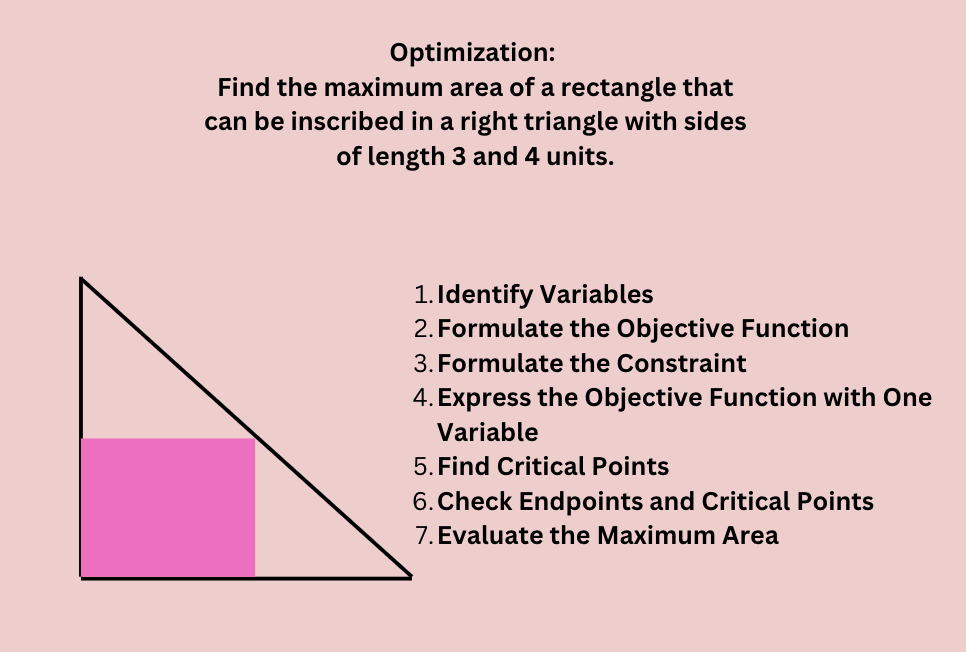 Optimization:
Find the maximum area of a rectangle that
can be inscribed in a right triangle with sides
of length 3 and 4 units.
1. Identify Variables
2. Formulate the Objective Function
3. Formulate the Constraint
4. Express the Objective Function with One
Variable
5. Find Critical Points
6. Check Endpoints and Critical Points
7. Evaluate the Maximum Area